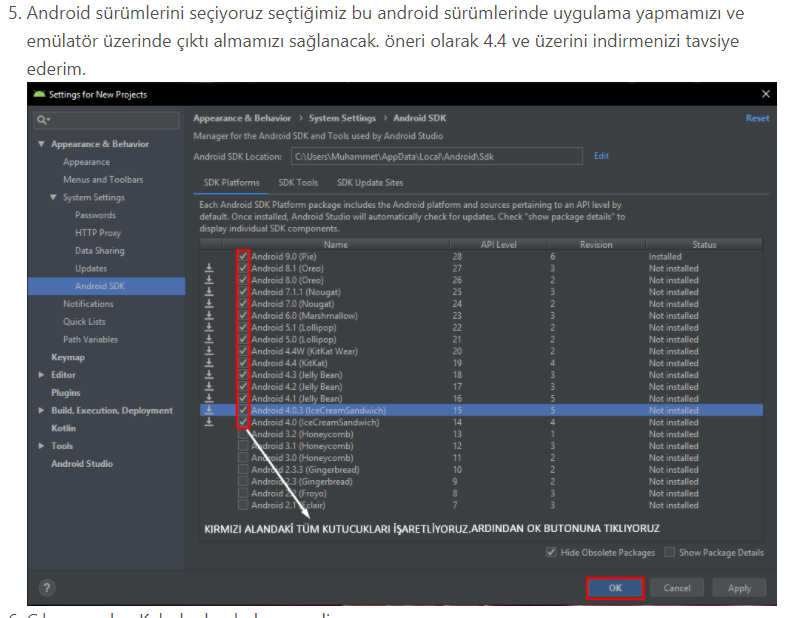 5. Android sürümlerini seçiyoruz seçtiğimiz bu android sürümlerinde uygulama yapmamızı ve
emülatör üzerinde çıktı almamızı sağlanacak. öneri olarak 4.4 ve üzerini indirmenizi tavsiye
ederim.
Settings for New Projects
Appearance & Behavior › System Settings › Android SDK Reset
Manager for the Android SDK and Tools used by Android Studio
Android SDK Location: C:\Users\Muhammet\AppData\Local\Android\Sdk Edit
SDK Platforms SDK Tools SDK Update Sites
Each Android SDK Platform package includes the Android platform and sources pertaining to an API level by
default. Once installed, Android Studio will automatically check for updates. Check "show package details" to
display individual SDK components.
Appearance & Behavior
Appearance
Menus and Toolbars
System Settings
Passwords
HTTP Proxy
Data Sharing
Updates
Android SDK
Notifications
Quick Lists
Path Variables
Keymap
Editor
Plugins
Build, Execution, Deployment
Kotlin
Tools
Android Studio
Name API Level Revision Status
Android 9.0 (Pie) 28 6 Installed
Android 8.1 (Oreo) 27 3 Not installed
Android 8.0 (Oreo) 26 2 Not installed
Android 7.1.1 (Nougat) 25 3 Not installed
Android 7.0 (Nougat) 24 2 Not installed
Android 6.0 (Marshmallow) 23 3 Not installed
Android 5.1 (Lollipop) 22 2 Not installed
Android 5.0 (Lollipop) 21 2 Not installed
Android 4.4W (KitKat Wear) 20 2 Not installed
Android 4.4 (KitKat) 19 4 Not installed
Android 4.3 (Jelly Bean) 18 3 Not installed
Android 4.2 (Jelly Bean) 17 3 Not installed
Android 4.1 (Jelly Bean) 16 5 Not installed
Android 4.0.3 (IceCreamSandwich) 15 5 Not installed
Android 4.0 (IceCreamSandwich) 14 4 Not installed
Android 3.2 (Honeycomb) 13 1 Not installed
Android 3.1 (Honeycomb) 12 3 Not installed
Android 3.0 (Honeycomb) 11 2 Not installed
Android 2.3.3 (Gingerbread) 10 2 Not installed
Android 2.3 (Gingerbread) 9 2 Not installed
Android 2.2 (Froyo) 8 3 Not installed
Android 2.1 (Eclair) 7 3 Not installed
KIRMIZI ALANDAKİ TÜM KUTUCUKLARI İŞARETLİYORUZ.ARDINDAN OK BUTONUNA TIKLIYORUZ
Hide Obsolete Packages Show Package Details
? OK Cancel Apply